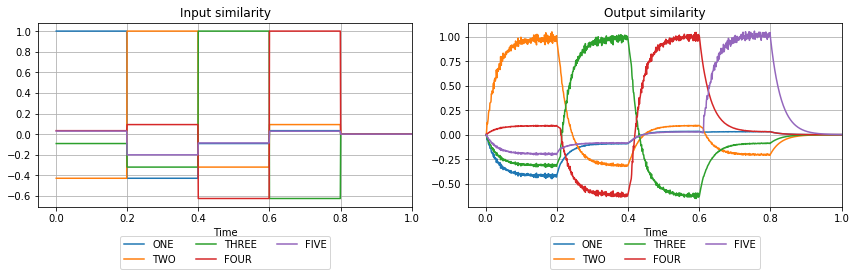 Input similarity
1.0
0.8
0.6
0.4
0.2
0.0
−0.2
−0.4
−0.6
0.0 0.2 0.4 0.6 0.8 1.0
Time
ONE THREE FIVE
TWO FOUR
Output similarity
1.00
0.75
0.50
0.25
0.00
−0.25
−0.50
0.0 0.2 0.4 0.6 0.8 1.0
Time
ONE THREE FIVE
TWO FOUR